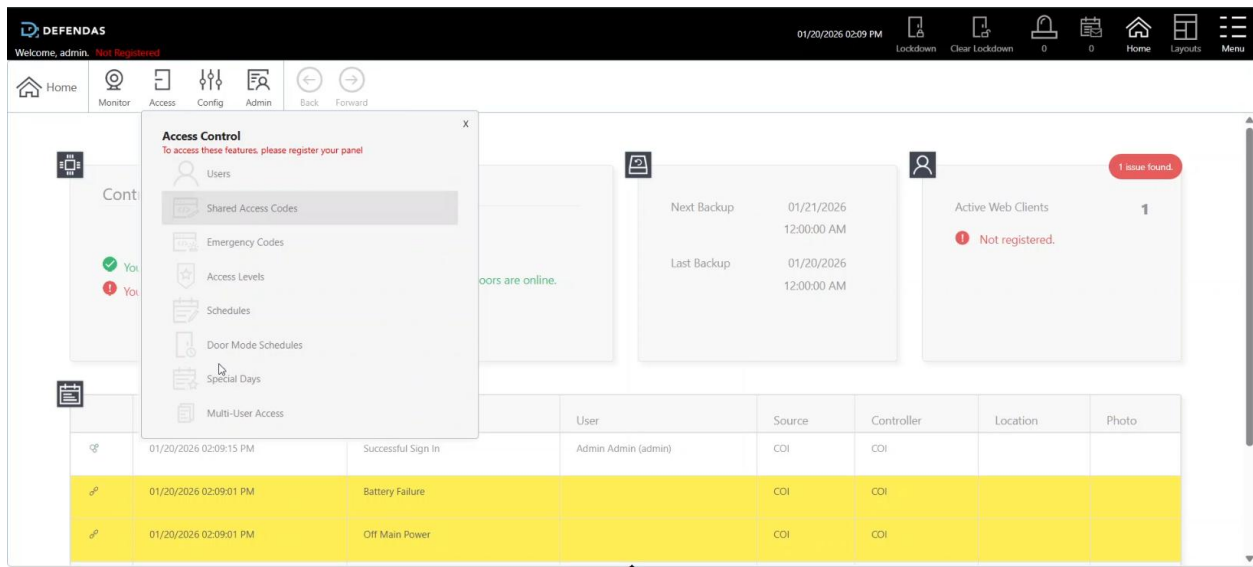 DEFENDAS
Welcome, admin. Not Registered
01/20/2026 02:09 PM
Lockdown
Clear Lockdown
0
0
Home
Layouts
Menu
Home
Monitor
Access
Config
Admin
Back
Forward
X
Access Control
To access these features, please register your panel
Users
Shared Access Codes
Emergency Codes
Access Levels
Schedules
Door Mode Schedules
Special Days
Multi-User Access
Cont
You
You
oors are online.
Next Backup 01/21/2026
12:00:00 AM
Last Backup 01/20/2026
12:00:00 AM
1 issue found.
Active Web Clients 1
Not registered.
User Source Controller Location Photo
01/20/2026 02:09:15 PM Successful Sign In Admin Admin (admin) COI COI
01/20/2026 02:09:01 PM Battery Failure COI COI
01/20/2026 02:09:01 PM Off Main Power COI COI